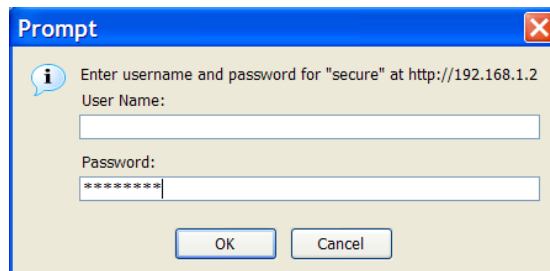 Prompt
Enter username and password for "secure" at http://192.168.1.2
User Name:
Password:
********
OK Cancel